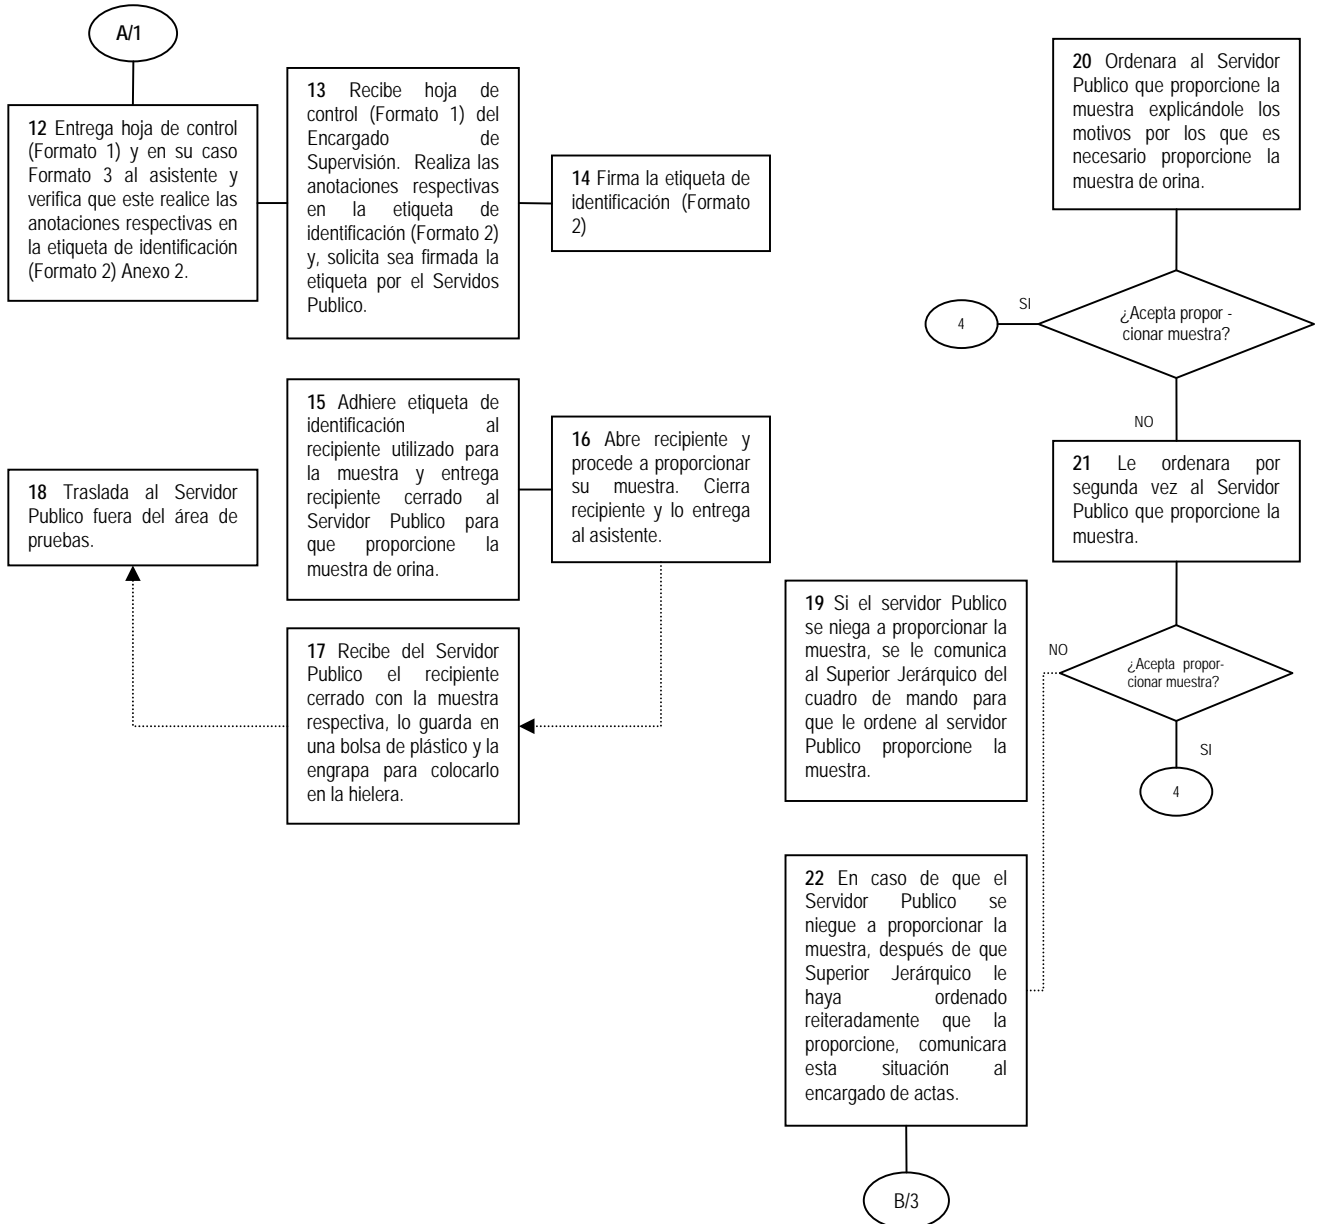 A/1
12 Entrega hoja de control
(Formato 1) y en su caso
Formato 3 al asistente y
verifica que este realice las
anotaciones respectivas en
la etiqueta de identificación
(Formato 2) Anexo 2.
13 Recibe hoja de
control (Formato 1) del
Encargado de
Supervisión. Realiza las
anotaciones respectivas
en la etiqueta de
identificación (Formato 2)
y, solicita sea firmada la
etiqueta por el Servidos
Publico.
14 Firma la etiqueta de
identificación (Formato
2)
15 Adhiere etiqueta de
identificación al
recipiente utilizado para
la muestra y entrega
recipiente cerrado al
Servidor Publico para
que proporcione la
muestra de orina.
16 Abre recipiente y
procede a proporcionar
su muestra. Cierra
recipiente y lo entrega
al asistente.
17 Recibe del Servidor
Publico el recipiente
cerrado con la muestra
respectiva, lo guarda en
una bolsa de plástico y la
engrapa para colocarlo
en la hielera.
18 Traslada al Servidor
Publico fuera del área de
pruebas.
19 Si el servidor Publico
se niega a proporcionar la
muestra, se le comunica
al Superior Jerárquico del
cuadro de mando para
que le ordene al servidor
Publico proporcione la
muestra.
20 Ordenara al Servidor
Publico que proporcione la
muestra explicándole los
motivos por los que es
necesario proporcione la
muestra de orina.
¿Acepta propor -
cionar muestra?
SI
4
NO
21 Le ordenara por
segunda vez al Servidor
Publico que proporcione la
muestra.
¿Acepta propor-
cionar muestra?
NO
SI
4
22 En caso de que el
Servidor Publico se
niegue a proporcionar la
muestra, después de que
Superior Jerárquico le
haya ordenado
reiteradamente que la
proporcione, comunicara
esta situación al
encargado de actas.
B/3